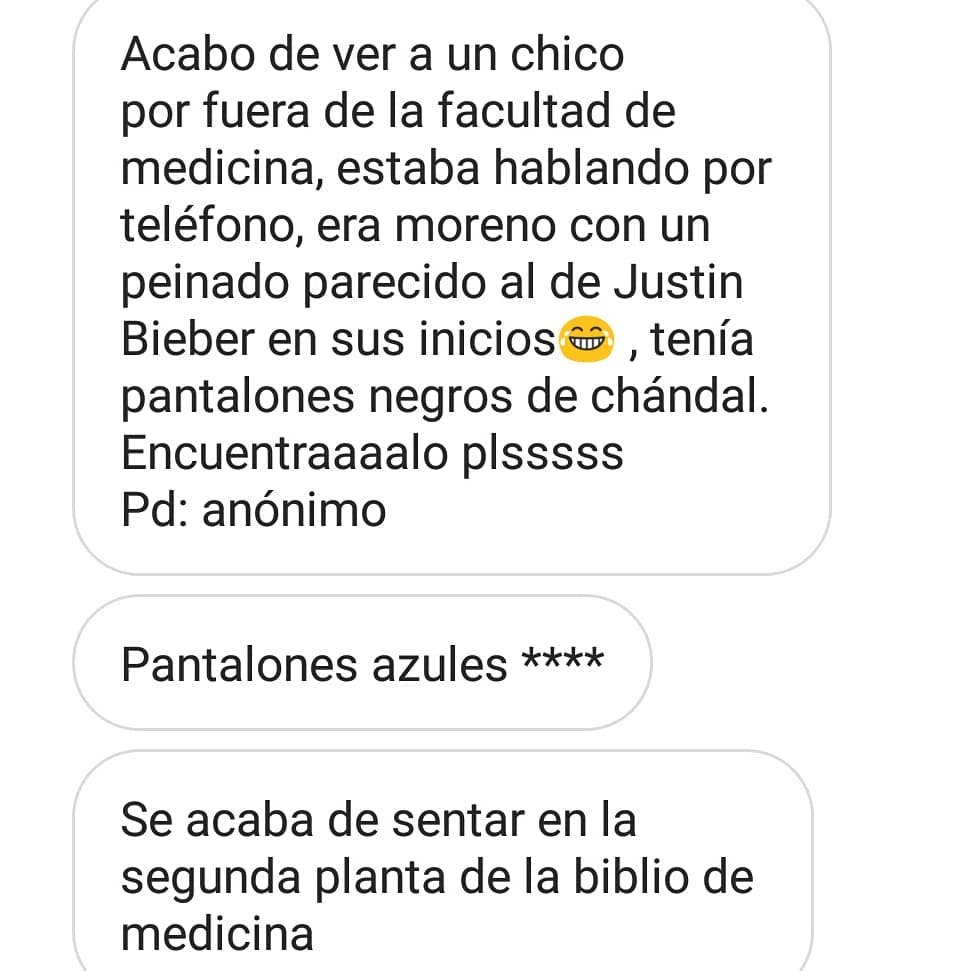 Acabo de ver a un chico
por fuera de la facultad de
medicina, estaba hablando por
teléfono, era moreno con un
peinado parecido al de Justin
Bieber en sus inicios😂 , tenía
pantalones negros de chándal.
Encuentraaaalo plsssss
Pd: anónimo
Pantalones azules ****
Se acaba de sentar en la
segunda planta de la biblio de
medicina